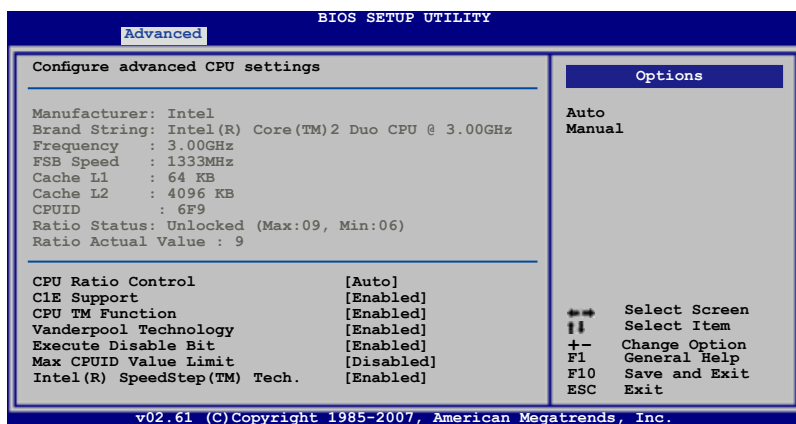 BIOS SETUP UTILITY
Advanced
Configure advanced CPU settings
Manufacturer: Intel
Brand String: Intel(R) Core(TM)2 Duo CPU @ 3.00GHz
Frequency : 3.00GHz
FSB Speed : 1333MHz
Cache L1 : 64 KB
Cache L2 : 4096 KB
CPUID : 6F9
Ratio Status: Unlocked (Max:09, Min:06)
Ratio Actual Value : 9
CPU Ratio Control [Auto]
C1E Support [Enabled]
CPU TM Function [Enabled]
Vanderpool Technology [Enabled]
Execute Disable Bit [Enabled]
Max CPUID Value Limit [Disabled]
Intel(R) SpeedStep(TM) Tech. [Enabled]
Options
Auto
Manual
←→ Select Screen
↑↓ Select Item
+- Change Option
F1 General Help
F10 Save and Exit
ESC Exit
v02.61 (C)Copyright 1985-2007, American Megatrends, Inc.